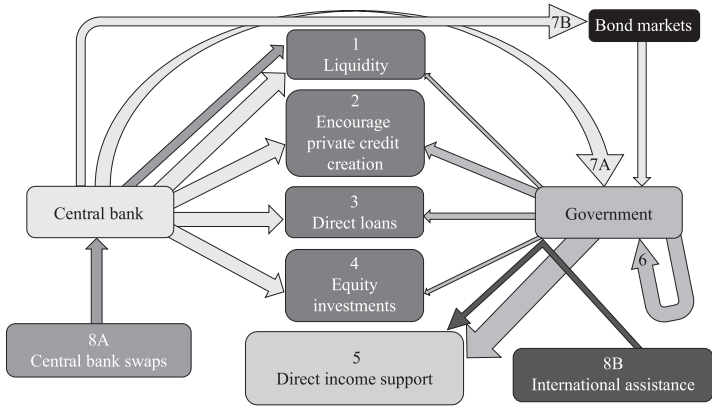 7B
Bond markets
1
Liquidity
2
Encourage
private credit
creation
7A
Central bank
3
Direct loans
Government
4
Equity
investments
6
8A
Central bank swaps
5
Direct income support
8B
International assistance